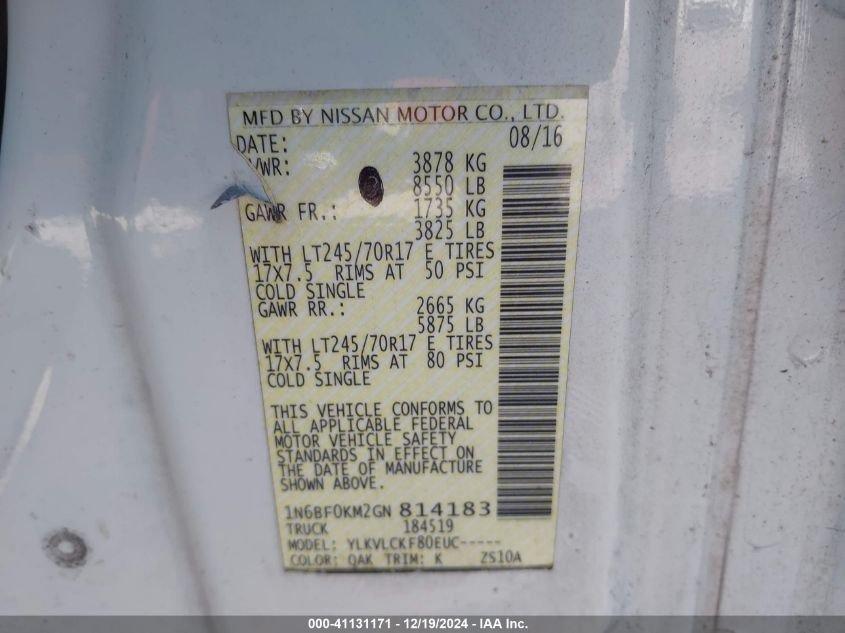 MFD BY NISSAN MOTOR CO., LTD.
DATE: 08/16
VWR: 3878 KG
8550 LB
GAWR FR.: 1735 KG
3825 LB
WITH LT245/70R17 E TIRES
17X7.5 RIMS AT 50 PSI
COLD SINGLE
GAWR RR.: 2665 KG
5875 LB
WITH LT245/70R17 E TIRES
17X7.5 RIMS AT 80 PSI
COLD SINGLE
THIS VEHICLE CONFORMS TO
ALL APPLICABLE FEDERAL
MOTOR VEHICLE SAFETY
STANDARDS IN EFFECT ON
THE DATE OF MANUFACTURE
SHOWN ABOVE.
1N6BF0KM2GN 814183
TRUCK 184519
MODEL: YLKVLCKF80EUC-----
COLOR: QAK TRIM: K ZS10A
000-41131171 - 12/19/2024 - IAA Inc.